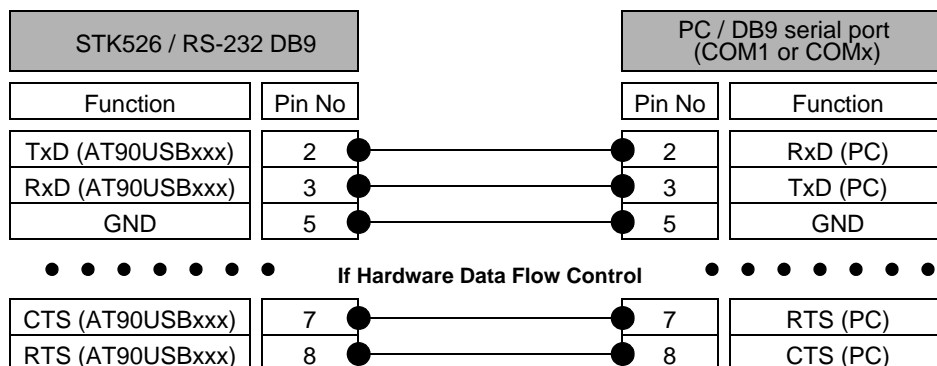 STK526 / RS-232 DB9
PC / DB9 serial port
(COM1 or COMx)
Function Pin No Pin No Function
TxD (AT90USBxxx) 2 2 RxD (PC)
RxD (AT90USBxxx) 3 3 TxD (PC)
GND 5 5 GND
If Hardware Data Flow Control
CTS (AT90USBxxx) 7 7 RTS (PC)
RTS (AT90USBxxx) 8 8 CTS (PC)